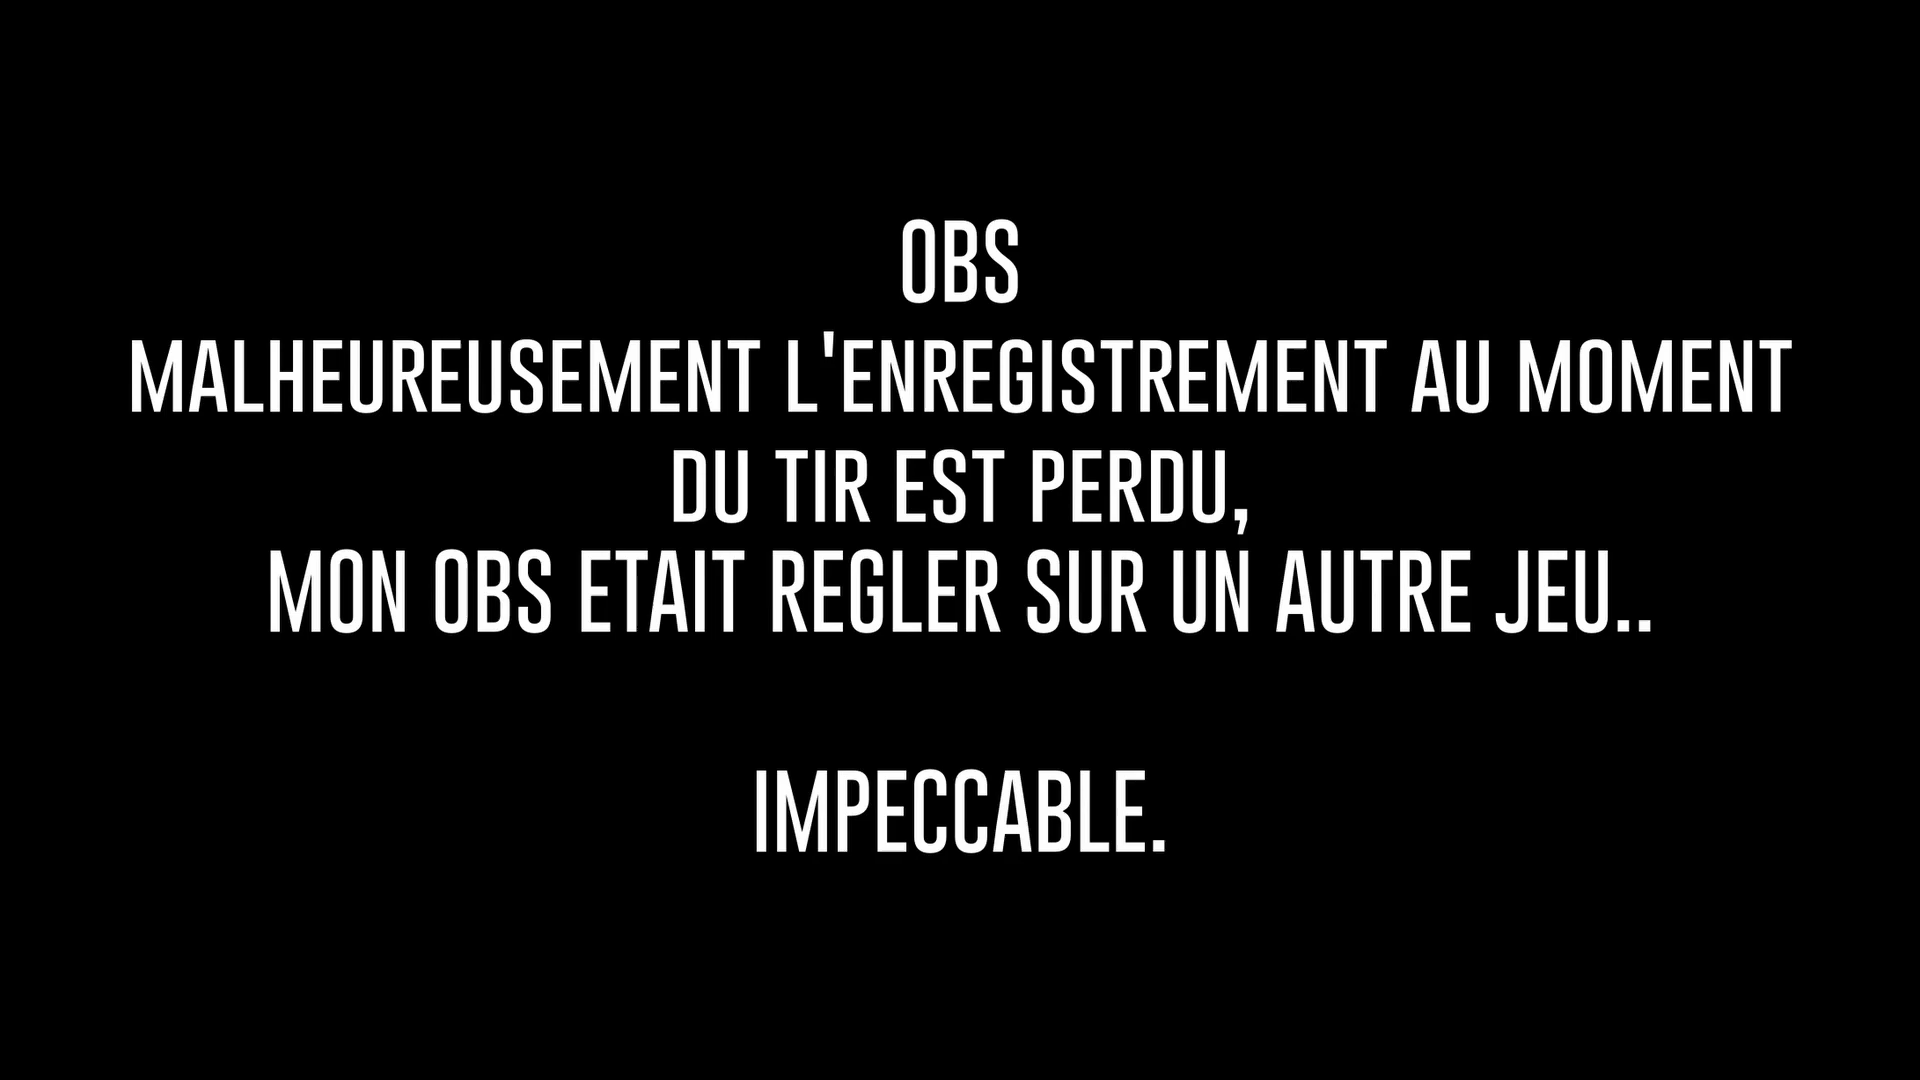 OBS
MALHEUREUSEMENT L'ENREGISTREMENT AU MOMENT
DU TIR EST PERDU,
MON OBS ETAIT REGLER SUR UN AUTRE JEU..
IMPECCABLE.